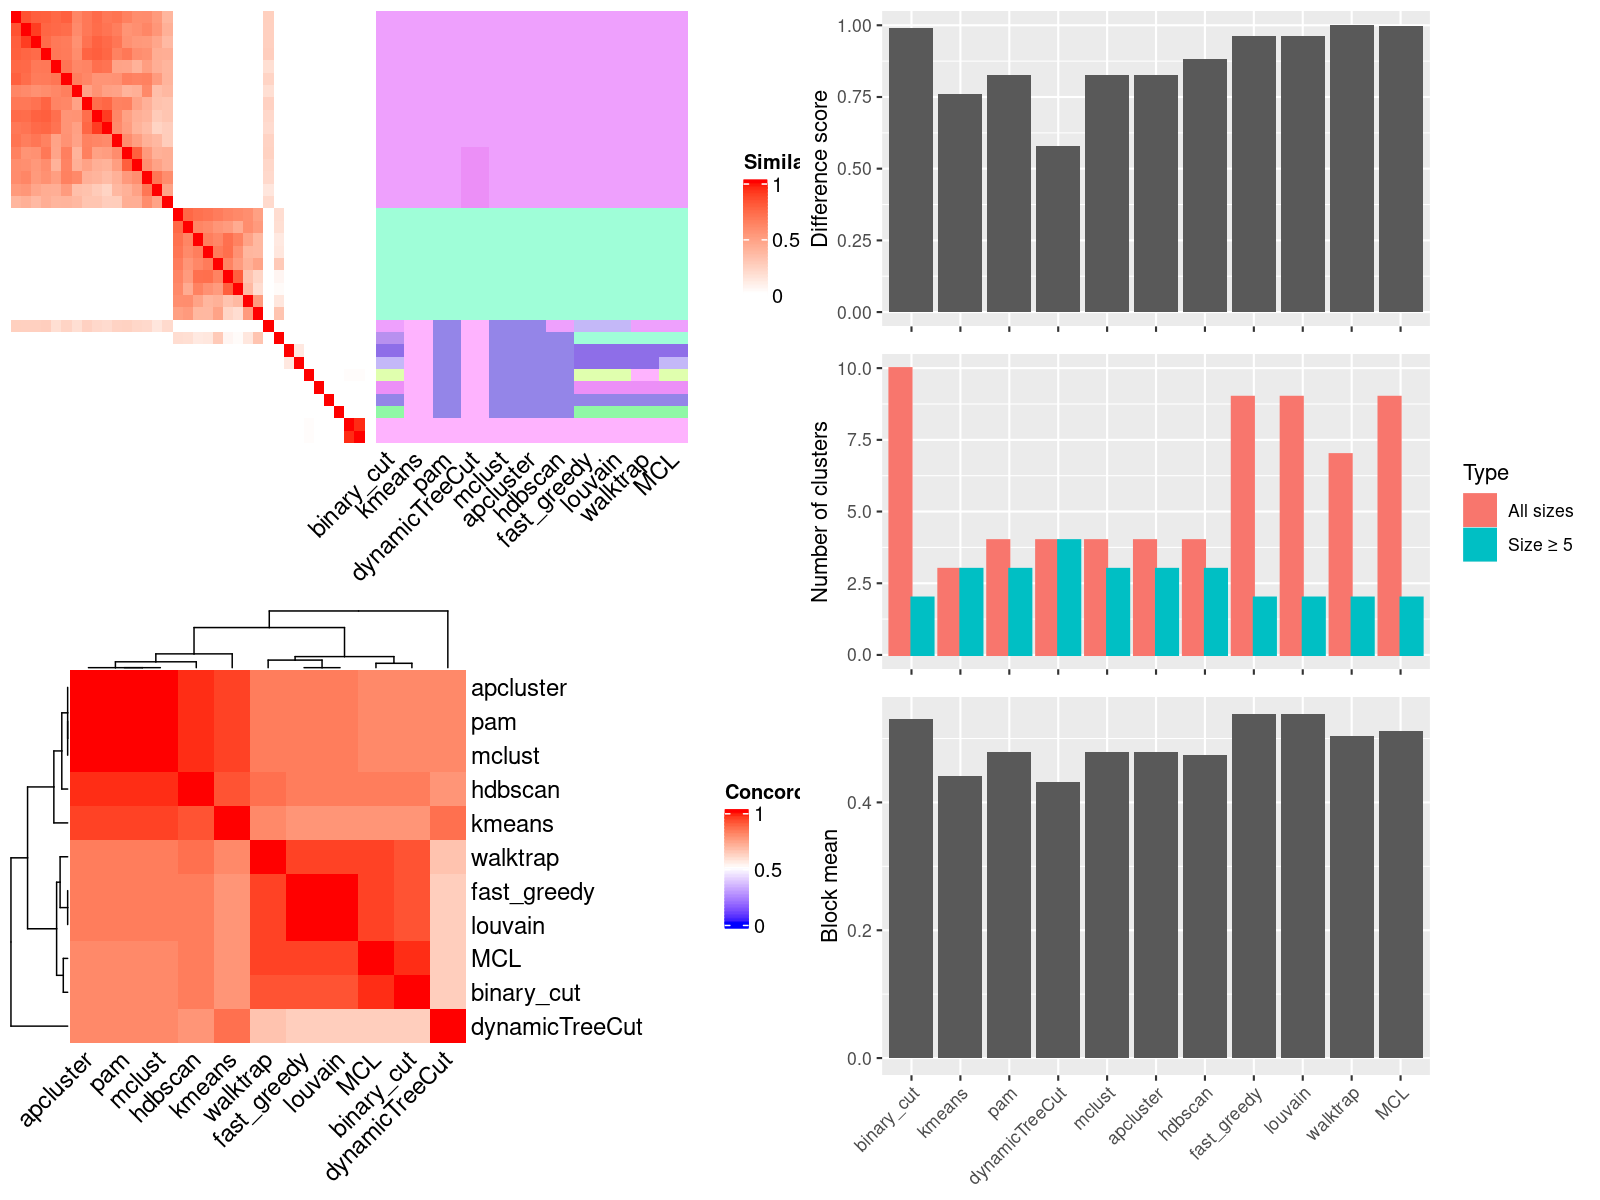 Simila
1
0.5
0
binary_cut
kmeans
pam
dynamicTreeCut
mclust
apcluster
hdbscan
fast_greedy
louvain
walktrap
MCL
Difference score
1.00
0.75
0.50
0.25
0.00
Number of clusters
10.0
7.5
5.0
2.5
0.0
Type
All sizes
Size ≥ 5
apcluster
pam
mclust
hdbscan
kmeans
walktrap
fast_greedy
louvain
MCL
binary_cut
dynamicTreeCut
apcluster
pam
mclust
hdbscan
kmeans
walktrap
fast_greedy
louvain
MCL
binary_cut
dynamicTreeCut
Concord
1
0.5
0
Block mean
0.4
0.2
0.0
binary_cut
kmeans
pam
dynamicTreeCut
mclust
apcluster
hdbscan
fast_greedy
louvain
walktrap
MCL